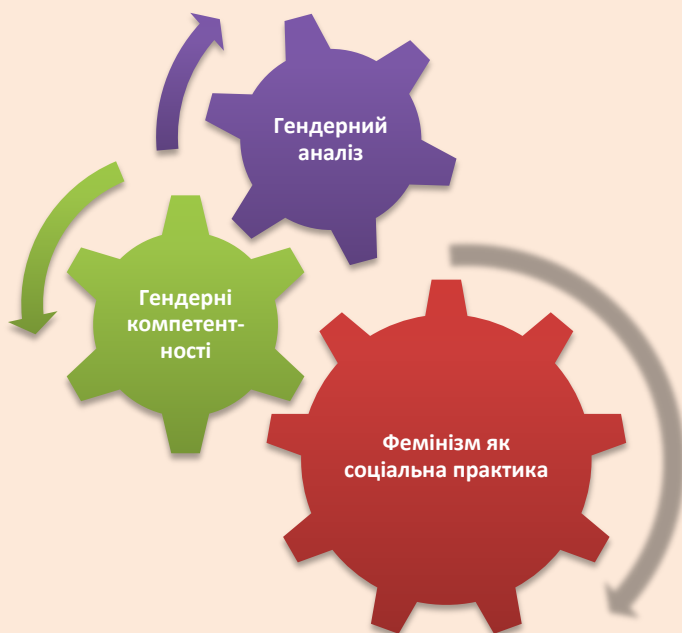 Гендерний
аналіз
Гендерні
компетент-
ності
Фемінізм як
соціальна практика